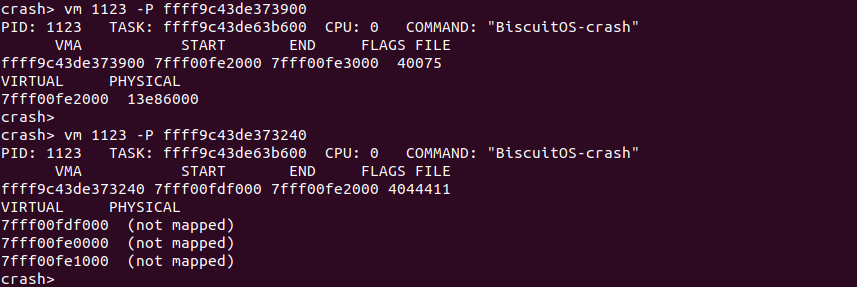 crash> vm 1123 -P ffff9c43de373900
PID: 1123   TASK: ffff9c43de63b600  CPU: 0   COMMAND: "BiscuitOS-crash"
      VMA           START       END     FLAGS FILE
ffff9c43de373900 7fff00fe2000 7fff00fe3000  40075
VIRTUAL     PHYSICAL
7fff00fe2000  13e86000
crash>
crash> vm 1123 -P ffff9c43de373240
PID: 1123   TASK: ffff9c43de63b600  CPU: 0   COMMAND: "BiscuitOS-crash"
      VMA           START       END     FLAGS FILE
ffff9c43de373240 7fff00fdf000 7fff00fe2000 4044411
VIRTUAL     PHYSICAL
7fff00fdf000  (not mapped)
7fff00fe0000  (not mapped)
7fff00fe1000  (not mapped)
crash>